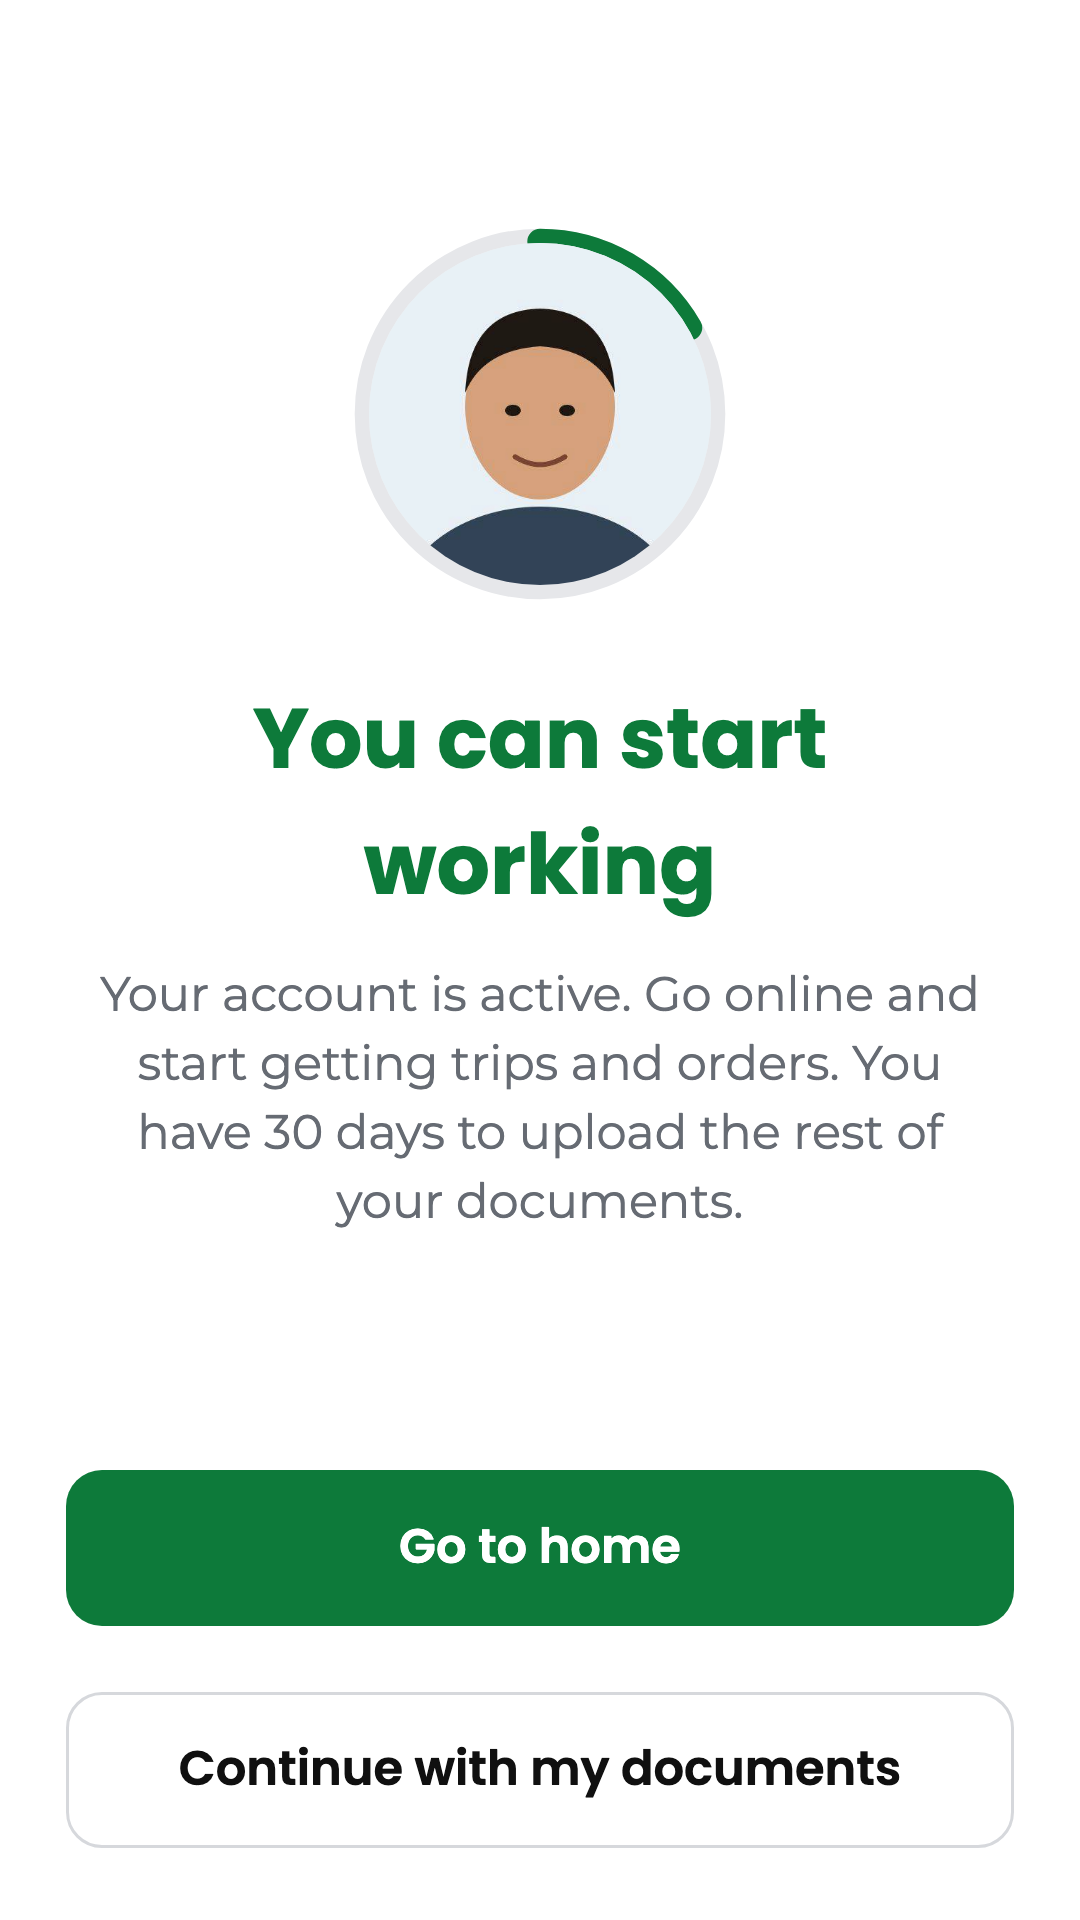 You can start
working
Your account is active. Go online and
start getting trips and orders. You
have 30 days to upload the rest of
your documents.
Go to home
Continue with my documents